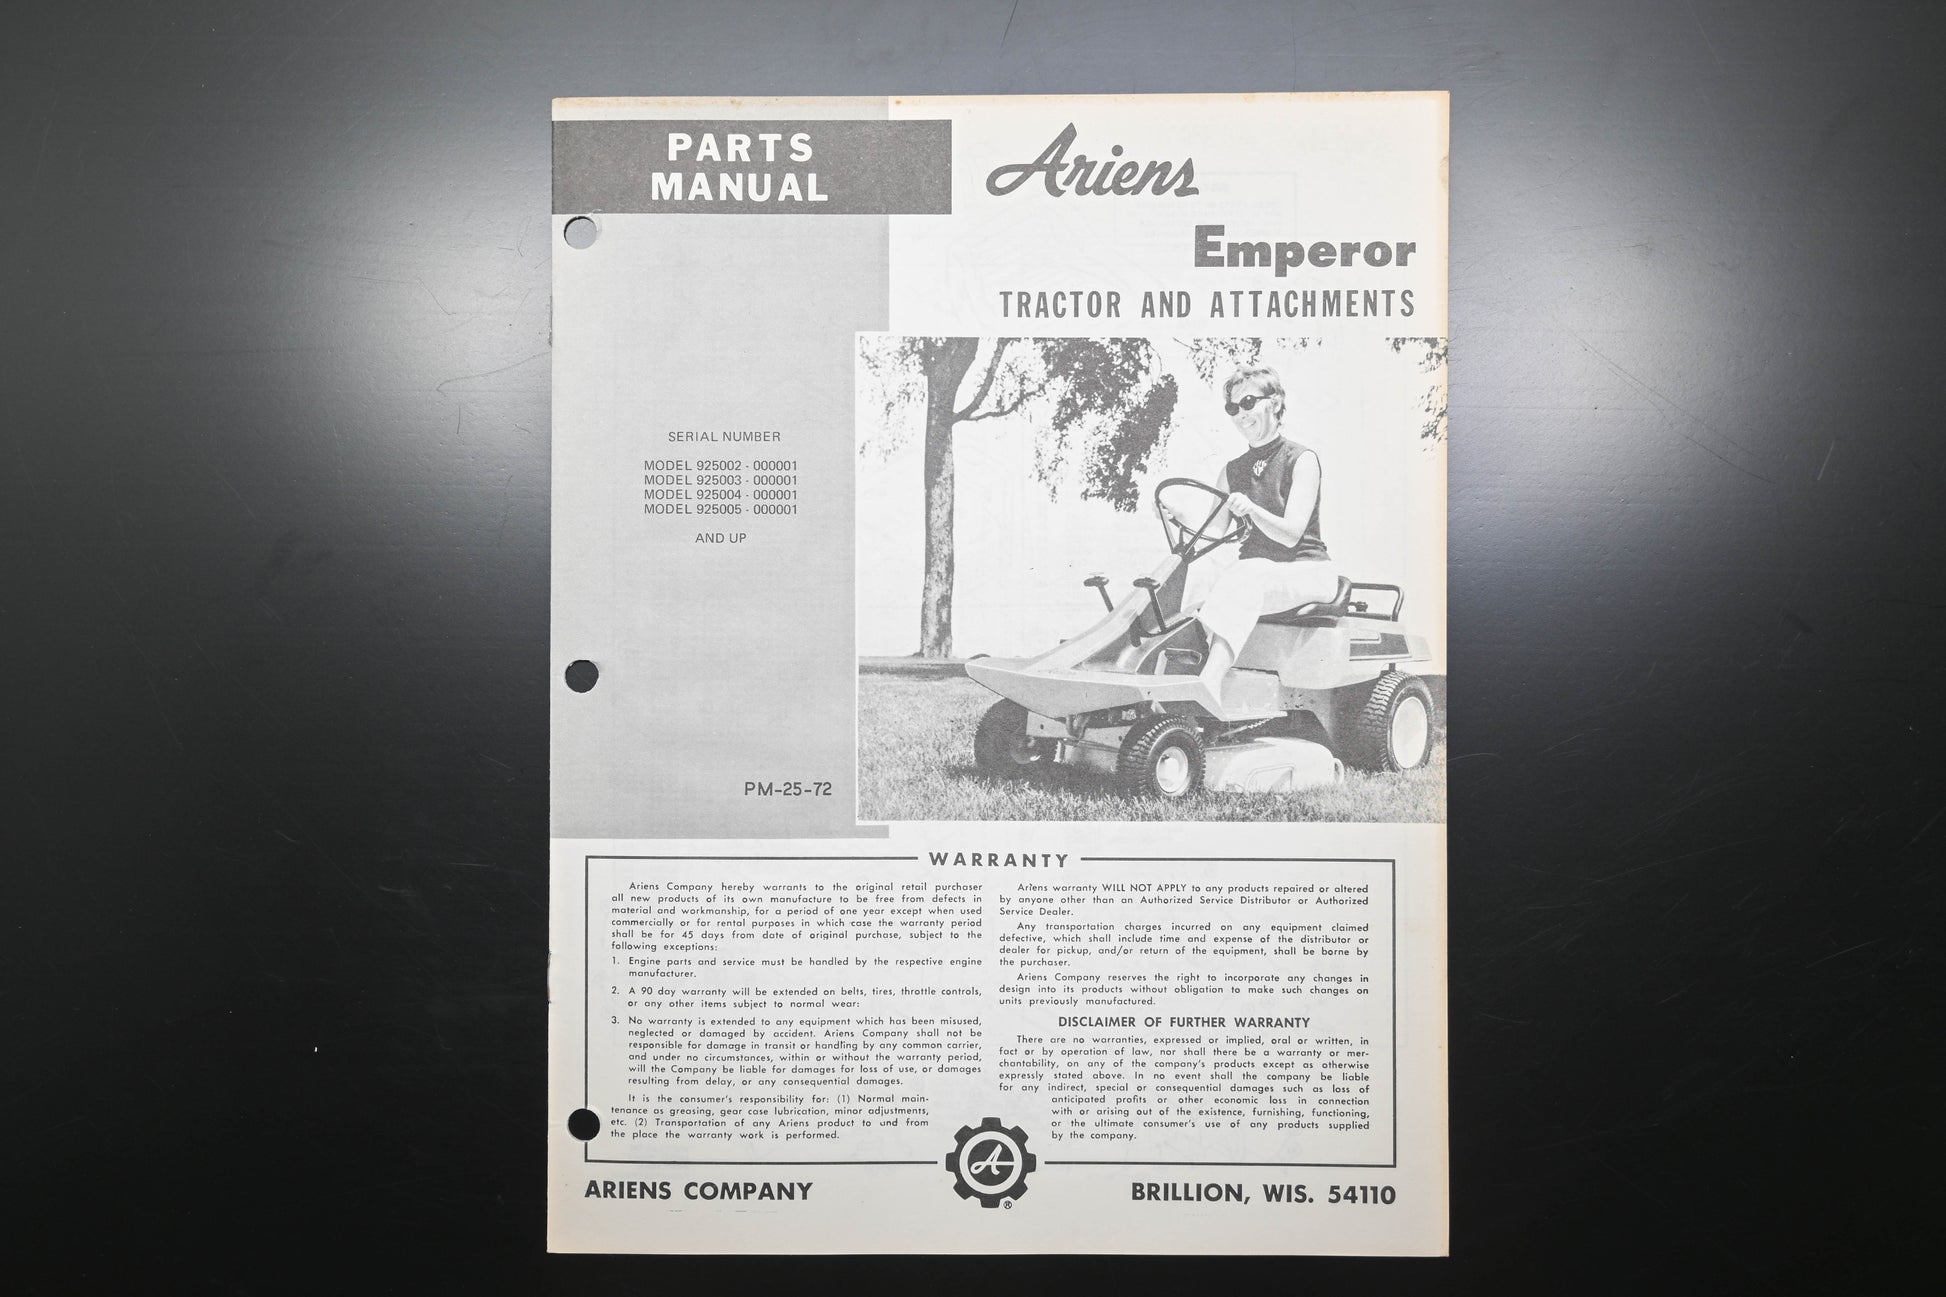 PARTS
MANUAL
Ariens
Emperor
TRACTOR AND ATTACHMENTS
SERIAL NUMBER
MODEL 925002 - 000001
MODEL 925003 - 000001
MODEL 925004 - 000001
MODEL 925005 - 000001
AND UP
PM-25-72
WARRANTY
Ariens Company hereby warrants to the original retail purchaser
all new products of its own manufacture to be free from defects in
material and workmanship, for a period of one year except when used
commercially or for rental purposes in which case the warranty period
shall be for 45 days from date of original purchase, subject to the
following exceptions:
1. Engine parts and service must be handled by the respective engine
manufacturer.
2. A 90 day warranty will be extended on belts, tires, throttle controls,
or any other items subject to normal wear:
3. No warranty is extended to any equipment which has been misused,
neglected or damaged by accident. Ariens Company shall not be
responsible for damage in transit or handling by any common carrier,
and under no circumstances, within or without the warranty period,
will the Company be liable for damages for loss of use, or damages
resulting from delay, or any consequential damages.
It is the consumer's responsibility for: (1) Normal main-
tenance as greasing, gear case lubrication, minor adjustments,
etc. (2) Transportation of any Ariens product to and from
the place the warranty work is performed.
Ariens warranty WILL NOT APPLY to any products repaired or altered
by anyone other than an Authorized Service Distributor or Authorized
Service Dealer.
Any transportation charges incurred on any equipment claimed
defective, which shall include time and expense of the distributor or
dealer for pickup, and/or return of the equipment, shall be borne by
the purchaser.
Ariens Company reserves the right to incorporate any changes in
design into its products without obligation to make such changes on
units previously manufactured.
DISCLAIMER OF FURTHER WARRANTY
There are no warranties, expressed or implied, oral or written, in
fact or by operation of law, nor shall there be a warranty or mer-
chantability, on any of the company's products except as otherwise
expressly stated above. In no event shall the company be liable
for any indirect, special or consequential damages such as loss of
anticipated profits or other economic loss in connection
with or arising out of the existence, furnishing, functioning,
or the ultimate consumer's use of any products supplied
by the company.
A
®
ARIENS COMPANY
BRILLION, WIS. 54110